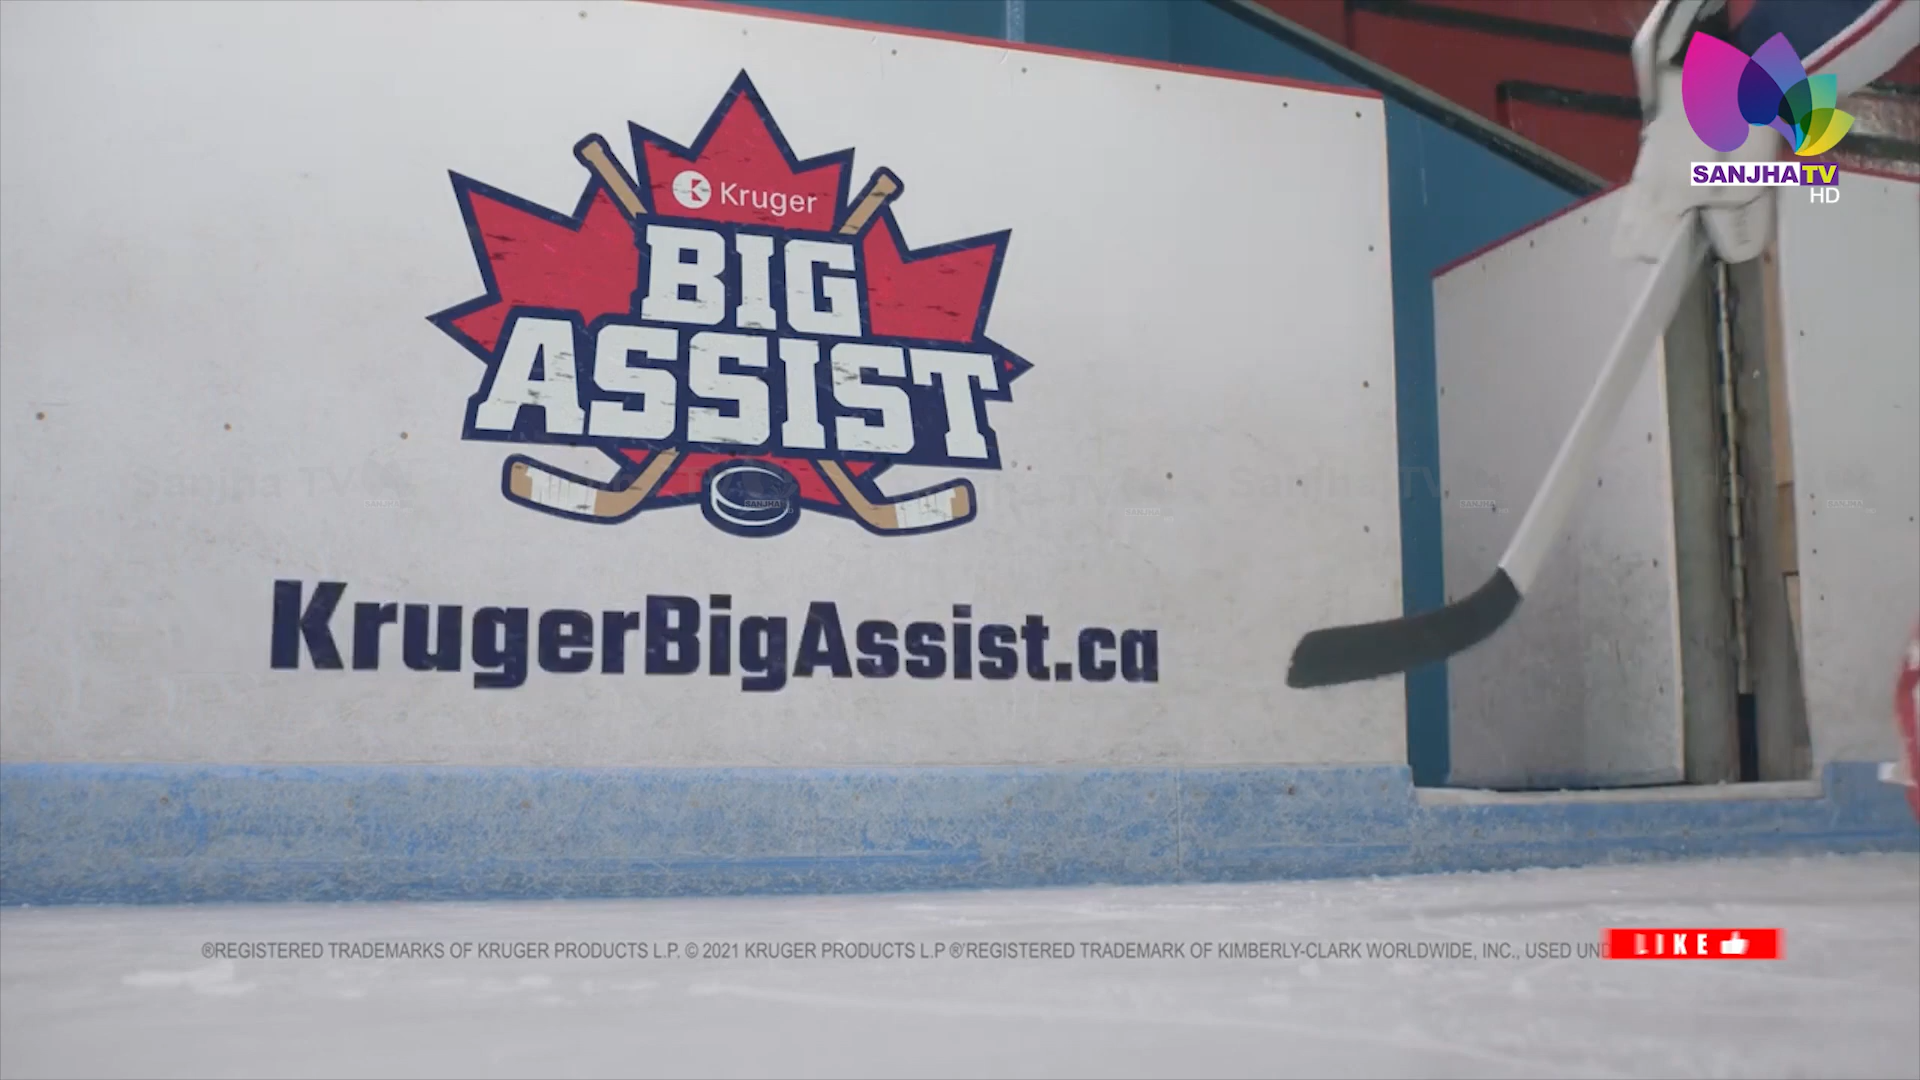 SANJHA TV
HD
Kruger
BIG
ASSIST
KrugerBigAssist.ca
®REGISTERED TRADEMARKS OF KRUGER PRODUCTS L.P. © 2021 KRUGER PRODUCTS L.P ®'REGISTERED TRADEMARK OF KIMBERLY-CLARK WORLDWIDE, INC., USED UND
LIKE